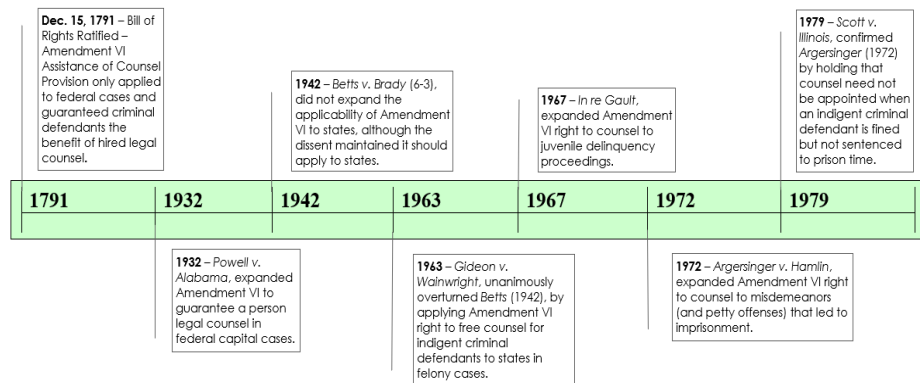 Dec. 15, 1791 – Bill of
Rights Ratified –
Amendment VI
Assistance of Counsel
Provision only applied
to federal cases and
guaranteed criminal
defendants the
benefit of hired legal
counsel.
1942 – Betts v. Brady (6-3),
did not expand the
applicability of Amendment
VI to states, although the
dissent maintained it should
apply to states.
1967 – In re Gault,
expanded Amendment
VI right to counsel to
juvenile delinquency
proceedings.
1979 – Scott v.
Illinois, confirmed
Argersinger (1972)
by holding that
counsel need not
be appointed when
an indigent criminal
defendant is fined
but not sentenced
to prison time.
1791 1932 1942 1963 1967 1972 1979
1932 – Powell v.
Alabama, expanded
Amendment VI to
guarantee a person
legal counsel in
federal capital cases.
1963 – Gideon v.
Wainwright, unanimously
overturned Betts (1942), by
applying Amendment VI
right to free counsel for
indigent criminal
defendants to states in
felony cases.
1972 – Argersinger v. Hamlin,
expanded Amendment VI right
to counsel to misdemeanors
(and petty offenses) that led to
imprisonment.